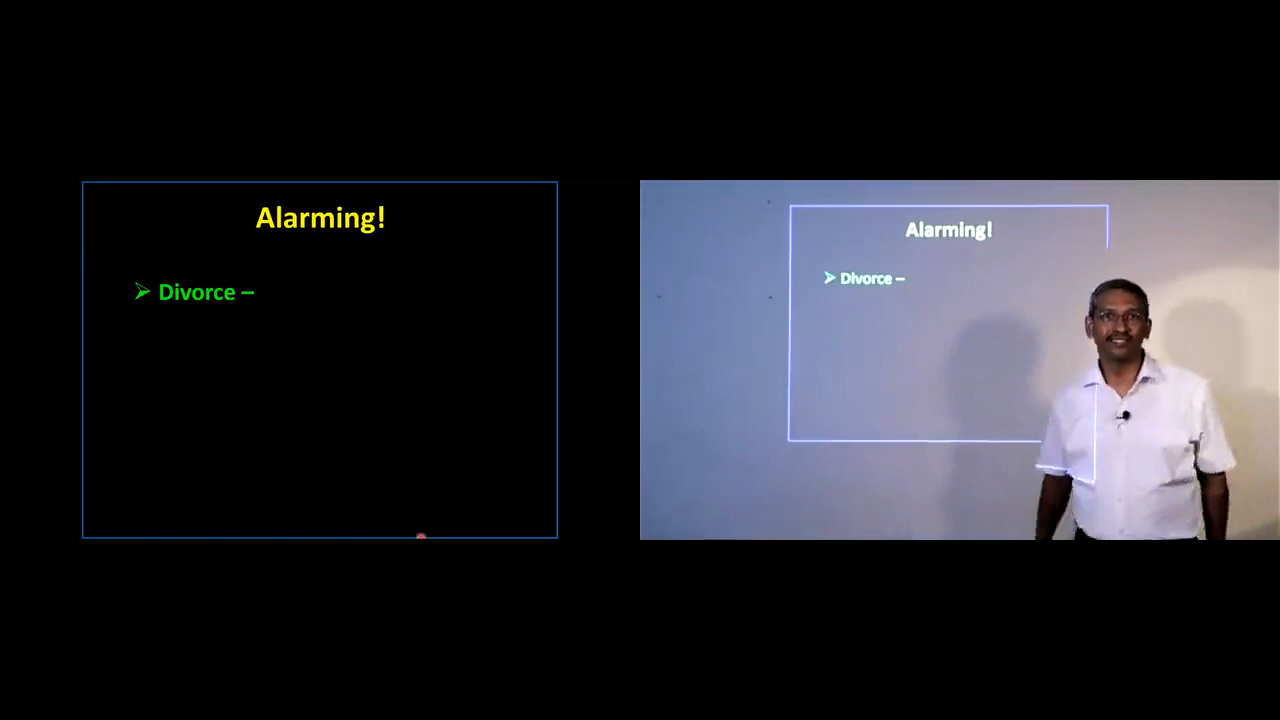 Alarming!
➢ Divorce –
Alarming!
➢ Divorce –